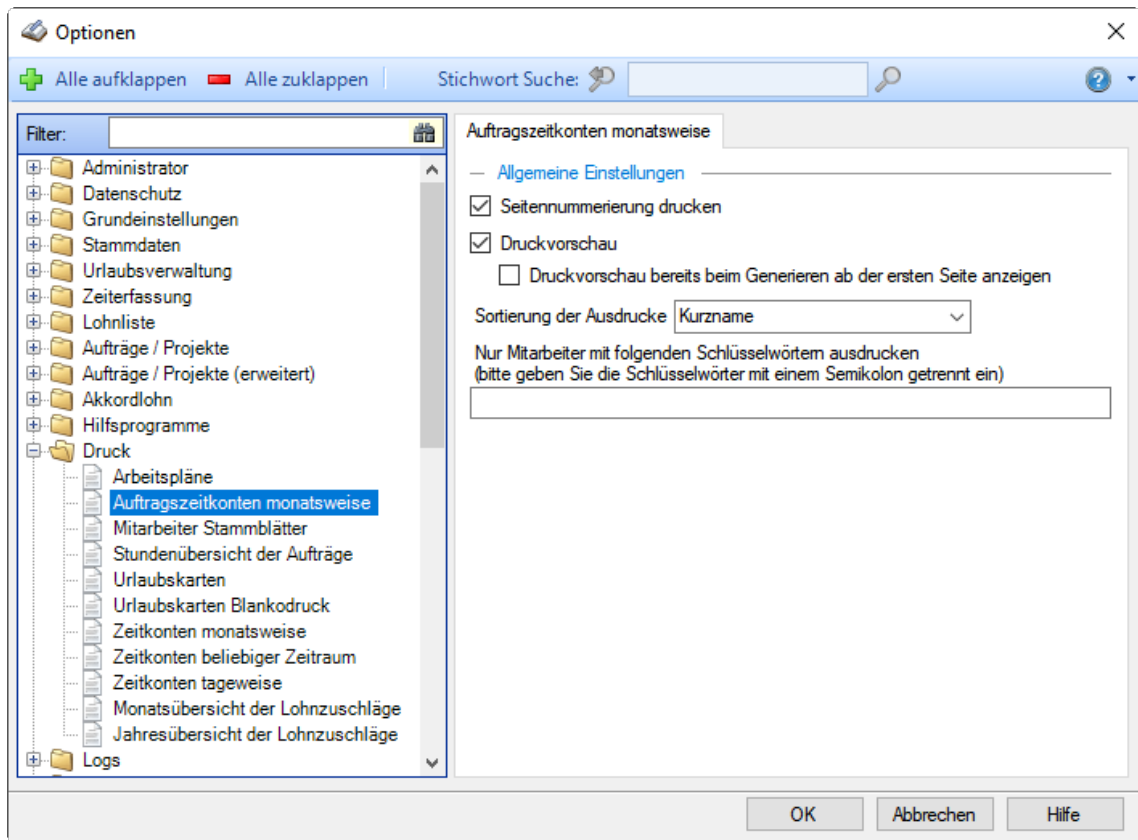 Optionen
Alle aufklappen
Alle zuklappen
Stichwort Suche:
Filter:
Administrator
Datenschutz
Grundeinstellungen
Stammdaten
Urlaubsverwaltung
Zeiterfassung
Lohnliste
Aufträge / Projekte
Aufträge / Projekte (erweitert)
Akkordlohn
Hilfsprogramme
Druck
Arbeitspläne
Auftragszeitkonten monatsweise
Mitarbeiter Stammblätter
Stundenübersicht der Aufträge
Urlaubskarten
Urlaubskarten Blankodruck
Zeitkonten monatsweise
Zeitkonten beliebiger Zeitraum
Zeitkonten tageweise
Monatsübersicht der Lohnzuschläge
Jahresübersicht der Lohnzuschläge
Logs
Auftragszeitkonten monatsweise
Allgemeine Einstellungen
Seitennummerierung drucken
Druckvorschau
Druckvorschau bereits beim Generieren ab der ersten Seite anzeigen
Sortierung der Ausdrucke Kurzname
Nur Mitarbeiter mit folgenden Schlüsselwörtern ausdrucken
(bitte geben Sie die Schlüsselwörter mit einem Semikolon getrennt ein)
OK
Abbrechen
Hilfe